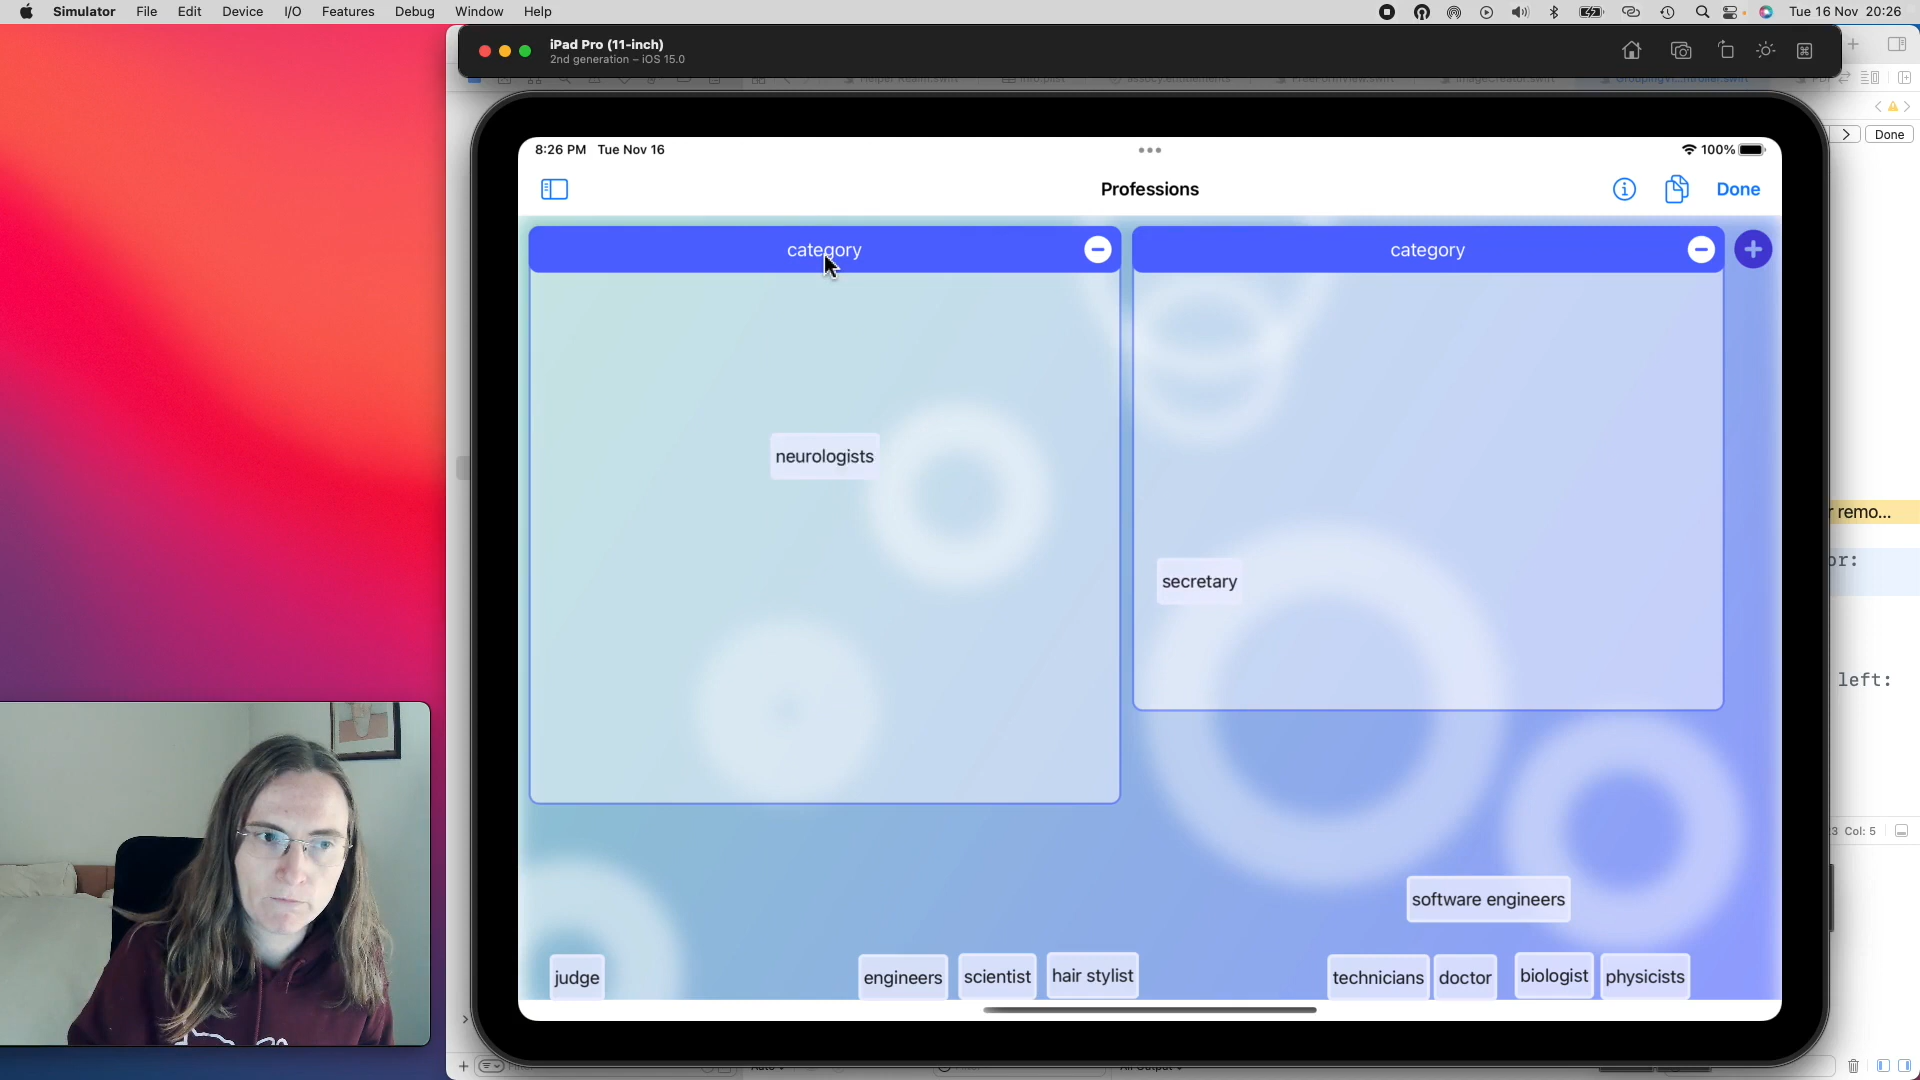 Simulator File Edit Device I/O Features Debug Window Help Tue 16 Nov 20:26
iPad Pro (11-inch)
2nd generation – iOS 15.0
Done
8:26 PM Tue Nov 16 100%
Professions Done
category category
neurologists
r remo...
or:
secretary
left:
3 Col: 5
software engineers
judge engineers scientist hair stylist technicians doctor biologist physicists